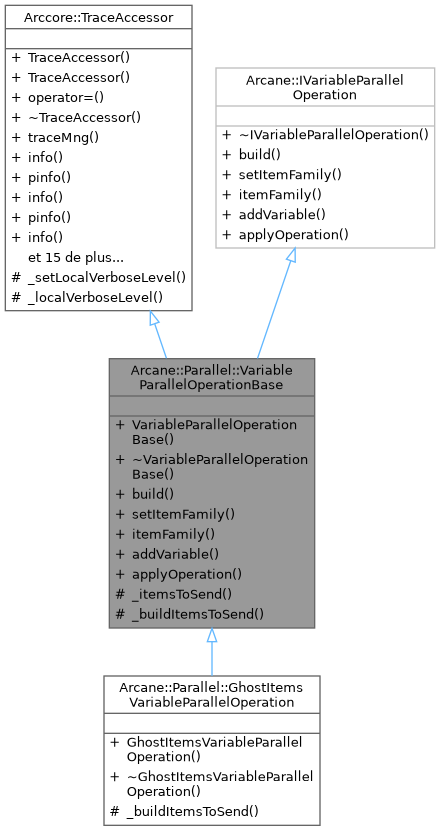 Arccore::TraceAccessor
+ TraceAccessor()
+ TraceAccessor()
+ operator=()
+ ~TraceAccessor()
+ traceMng()
+ info()
+ pinfo()
+ info()
+ pinfo()
+ info()
et 15 de plus...
# _setLocalVerboseLevel()
# _localVerboseLevel()
Arcane::IVariableParallel
Operation
+ ~IVariableParallelOperation()
+ build()
+ setItemFamily()
+ itemFamily()
+ addVariable()
+ applyOperation()
Arcane::Parallel::Variable
ParallelOperationBase
+ VariableParallelOperation
Base()
+ ~VariableParallelOperation
Base()
+ build()
+ setItemFamily()
+ itemFamily()
+ addVariable()
+ applyOperation()
# _itemsToSend()
# _buildItemsToSend()
Arcane::Parallel::GhostItems
VariableParallelOperation
+ GhostItemsVariableParallel
Operation()
+ ~GhostItemsVariableParallel
Operation()
# _buildItemsToSend()